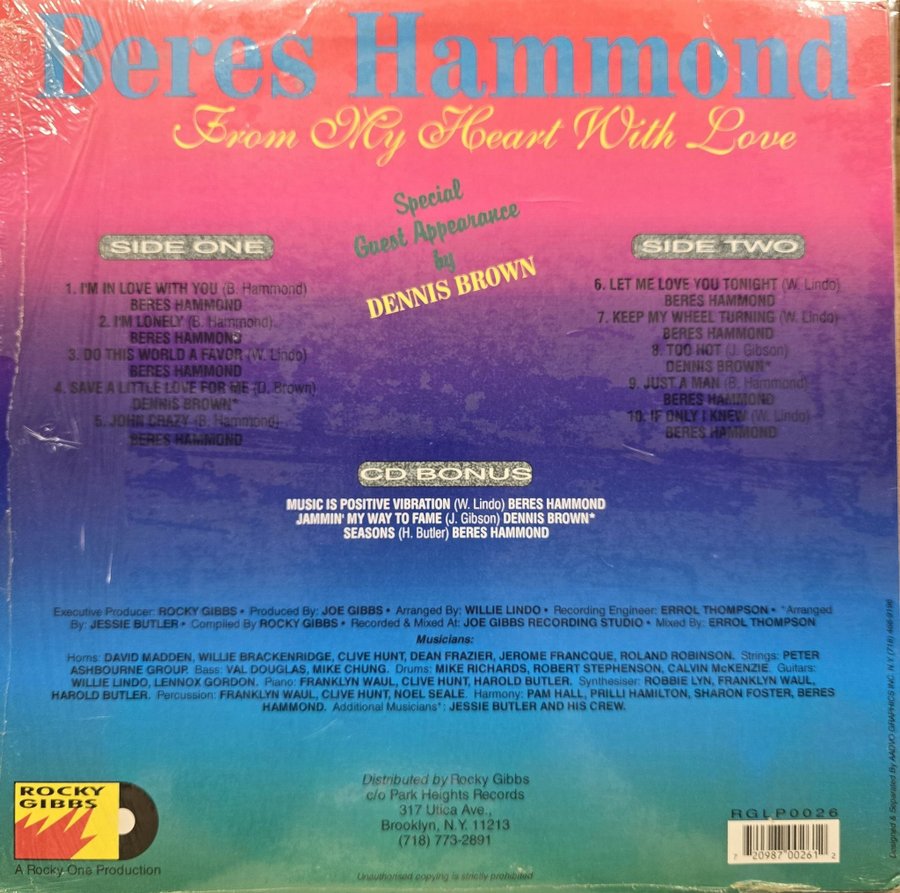 Beres Hammond
From My Heart With Love
Special
Guest Appearance
by
DENNIS BROWN
SIDE ONE
1. I'M IN LOVE WITH YOU (B. Hammond)
BERES HAMMOND
2. I'M LONELY (B. Hammond)
BERES HAMMOND
3. DO THIS WORLD A FAVOR (W. Lindo)
BERES HAMMOND
4. SAVE A LITTLE LOVE FOR ME (D. Brown)
DENNIS BROWN*
5. JOHN CRAZY (B. Hammond)
BERES HAMMOND
SIDE TWO
6. LET ME LOVE YOU TONIGHT (W. Lindo)
BERES HAMMOND
7. KEEP MY WHEEL TURNING (W. Lindo)
BERES HAMMOND
8. TOO HOT (J. Gibson)
DENNIS BROWN*
9. JUST A MAN (B. Hammond)
BERES HAMMOND
10. IF ONLY I KNEW (W. Lindo)
BERES HAMMOND
CD BONUS
MUSIC IS POSITIVE VIBRATION (W. Lindo) BERES HAMMOND
JAMMIN' MY WAY TO FAME (J. Gibson) DENNIS BROWN*
SEASONS (H. Butler) BERES HAMMOND
Executive Producer: ROCKY GIBBS • Produced By: JOE GIBBS • Arranged By: WILLIE LINDO • Recording Engineer: ERROL THOMPSON • *Arranged
By: JESSIE BUTLER • Compiled By ROCKY GIBBS • Recorded & Mixed At: JOE GIBBS RECORDING STUDIO • Mixed By: ERROL THOMPSON
Musicians:
Horns: DAVID MADDEN, WILLIE BRACKENRIDGE, CLIVE HUNT, DEAN FRAZIER, JEROME FRANCQUE, ROLAND ROBINSON. Strings: PETER
ASHBOURNE GROUP. Bass: VAL DOUGLAS, MIKE CHUNG. Drums: MIKE RICHARDS, ROBERT STEPHENSON, CALVIN McKENZIE. Guitars:
WILLIE LINDO, LENNOX GORDON. Piano: FRANKLYN WAUL, CLIVE HUNT, HAROLD BUTLER. Synthesiser: ROBBIE LYN, FRANKLYN WAUL,
HAROLD BUTLER. Percussion: FRANKLYN WAUL, CLIVE HUNT, NOEL SEALE. Harmony: PAM HALL, PRILLI HAMILTON, SHARON FOSTER, BERES
HAMMOND. Additional Musicians*: JESSIE BUTLER AND HIS CREW.
ROCKY
GIBBS
A Rocky One Production
Distributed by Rocky Gibbs
c/o Park Heights Records
317 Utica Ave.,
Brooklyn, N.Y. 11213
(718) 773-2891
Unauthorised copying is strictly prohibited
RGLP0026
7 20987 00261 2
Designed & Separated By AADVO GRAPHICS INC. N.Y. (718)